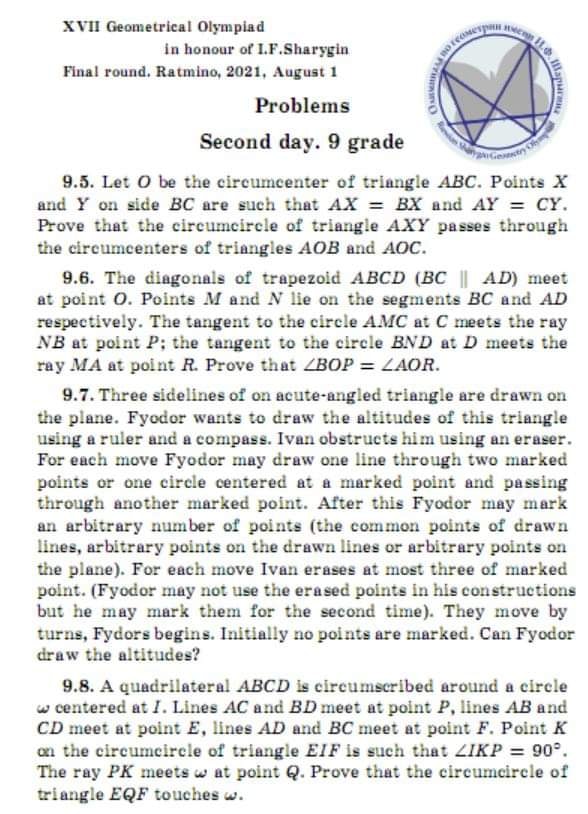 XVII Geometrical Olympiad
in honour of I.F.Sharygin
Final round. Ratmino, 2021, August 1
Problems
Second day. 9 grade
Олимпиада по геометрии имени И.Ф. Шарыгина
Russian Sharygin Geometry Olympiad
9.5. Let O be the circumcenter of triangle ABC. Points X
and Y on side BC are such that AX = BX and AY = CY.
Prove that the circumcircle of triangle AXY passes through
the circumcenters of triangles AOB and AOC.
9.6. The diagonals of trapezoid ABCD (BC ∥ AD) meet
at point O. Points M and N lie on the segments BC and AD
respectively. The tangent to the circle AMC at C meets the ray
NB at point P; the tangent to the circle BND at D meets the
ray MA at point R. Prove that ∠BOP = ∠AOR.
9.7. Three sidelines of on acute-angled triangle are drawn on
the plane. Fyodor wants to draw the altitudes of this triangle
using a ruler and a compass. Ivan obstructs him using an eraser.
For each move Fyodor may draw one line through two marked
points or one circle centered at a marked point and passing
through another marked point. After this Fyodor may mark
an arbitrary number of points (the common points of drawn
lines, arbitrary points on the drawn lines or arbitrary points on
the plane). For each move Ivan erases at most three of marked
point. (Fyodor may not use the erased points in his constructions
but he may mark them for the second time). They move by
turns, Fydors begins. Initially no points are marked. Can Fyodor
draw the altitudes?
9.8. A quadrilateral ABCD is circumscribed around a circle
ω centered at I. Lines AC and BD meet at point P, lines AB and
CD meet at point E, lines AD and BC meet at point F. Point K
on the circumcircle of triangle EIF is such that ∠IKP = 90°.
The ray PK meets ω at point Q. Prove that the circumcircle of
triangle EQF touches ω.